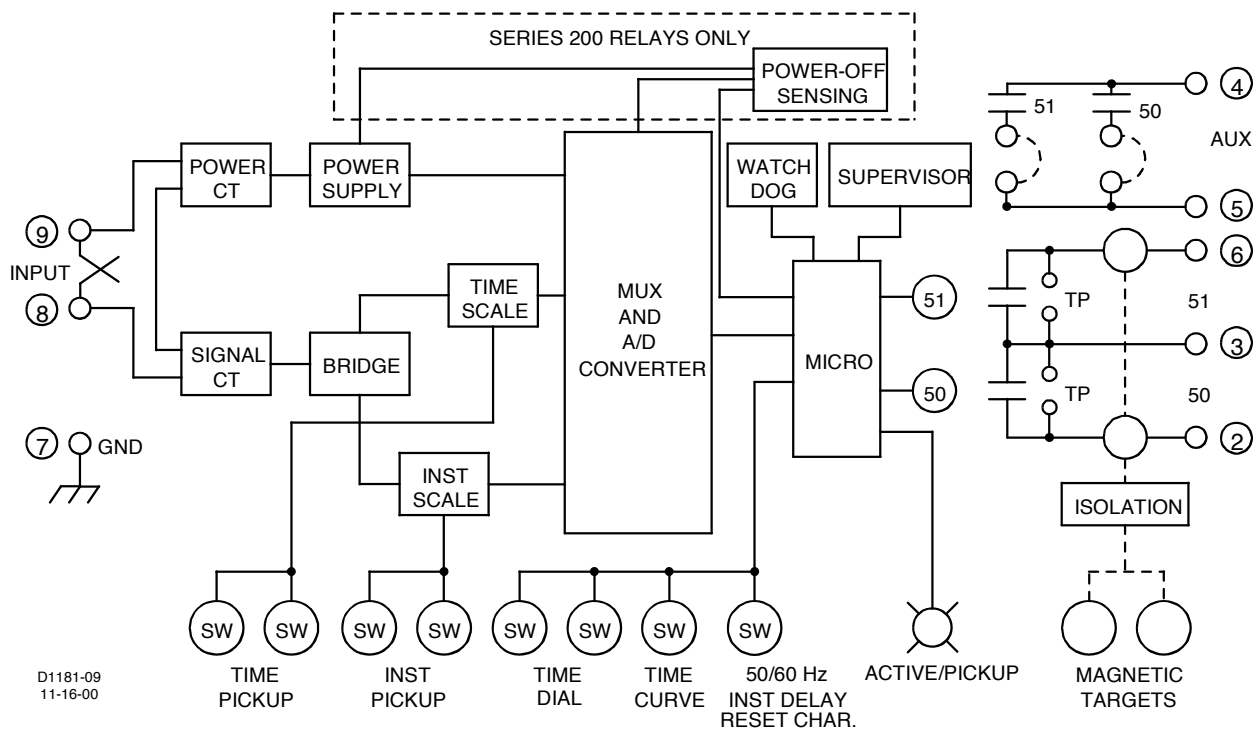 SERIES 200 RELAYS ONLY
POWER-OFF
SENSING
POWER
CT
POWER
SUPPLY
WATCH
DOG
SUPERVISOR
51
50
4
AUX
5
9
INPUT
8
SIGNAL
CT
BRIDGE
TIME
SCALE
INST
SCALE
MUX
AND
A/D
CONVERTER
MICRO
51
50
6
TP
51
3
TP
50
2
7
GND
ISOLATION
SW
SW
SW
SW
SW
SW
SW
SW
TIME
PICKUP
INST
PICKUP
TIME
DIAL
TIME
CURVE
50/60 Hz
INST DELAY
RESET CHAR.
ACTIVE/PICKUP
MAGNETIC
TARGETS
D1181-09
11-16-00